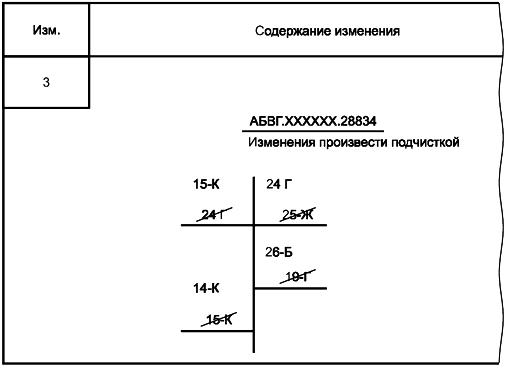 Изм.
Содержание изменения
3
АБВГ.XXXXXX.28834
Изменения произвести подчисткой
15-К
24 Г
24 Г
25-Ж
26-Б
19-Г
14-К
15-К